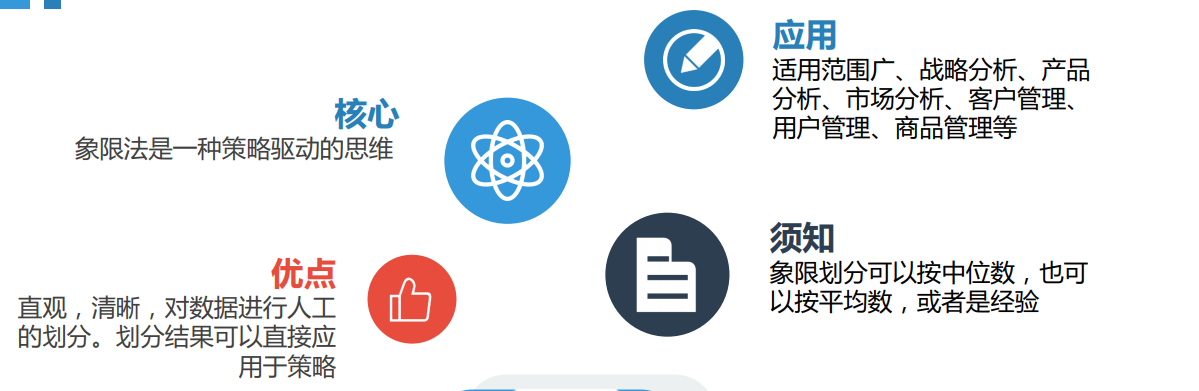 核心
象限法是一种策略驱动的思维
应用
适用范围广、战略分析、产品
分析、市场分析、客户管理、
用户管理、商品管理等
优点
直观，清晰，对数据进行人工
的划分。划分结果可以直接应
用于策略
须知
象限划分可以按中位数，也可
以按平均数，或者是经验